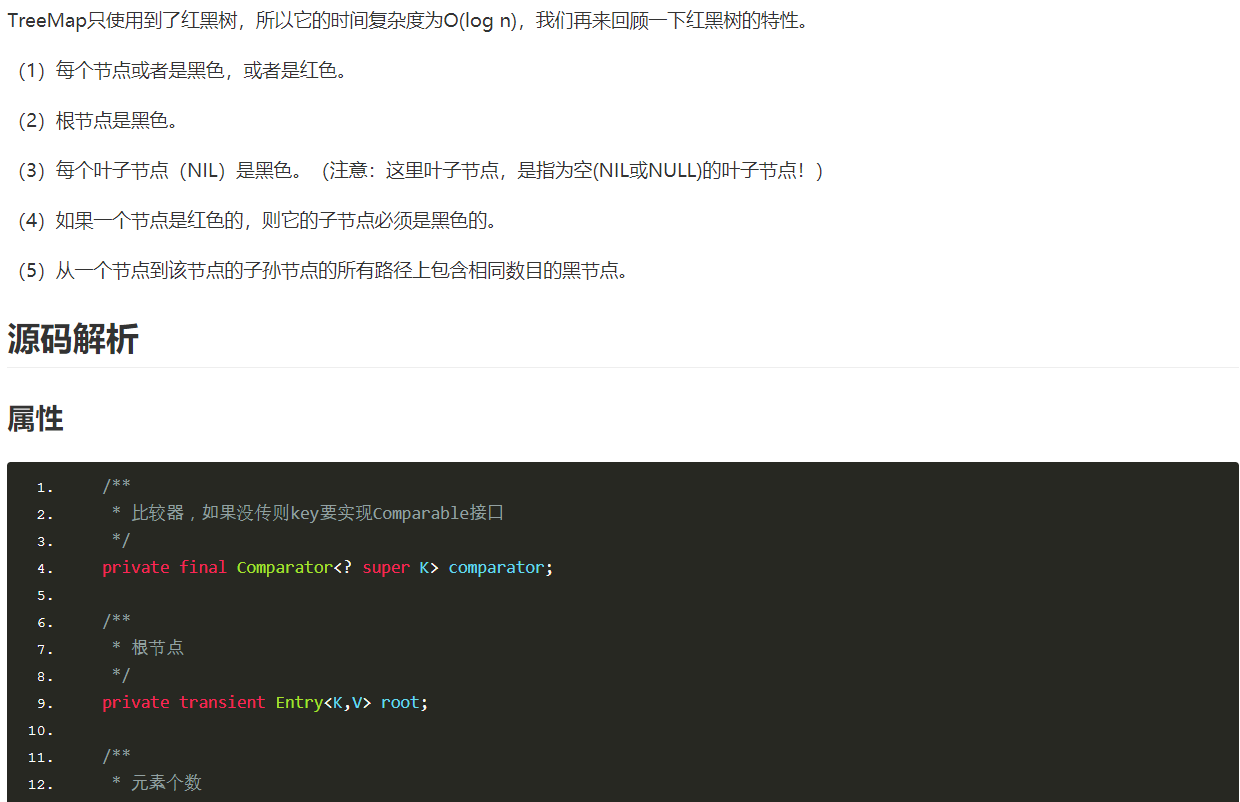 TreeMap只使用到了红黑树，所以它的时间复杂度为O(log n)，我们再来回顾一下红黑树的特性。
（1）每个节点或者是黑色，或者是红色。
（2）根节点是黑色。
（3）每个叶子节点（NIL）是黑色。（注意：这里叶子节点，是指为空(NIL或NULL)的叶子节点！）
（4）如果一个节点是红色的，则它的子节点必须是黑色的。
（5）从一个节点到该节点的子孙节点的所有路径上包含相同数目的黑节点。
源码解析
属性
1. /**
2. * 比较器，如果没传则key要实现Comparable接口
3. */
4. private final Comparator<? super K> comparator;
5.
6. /**
7. * 根节点
8. */
9. private transient Entry<K,V> root;
10.
11. /**
12. * 元素个数